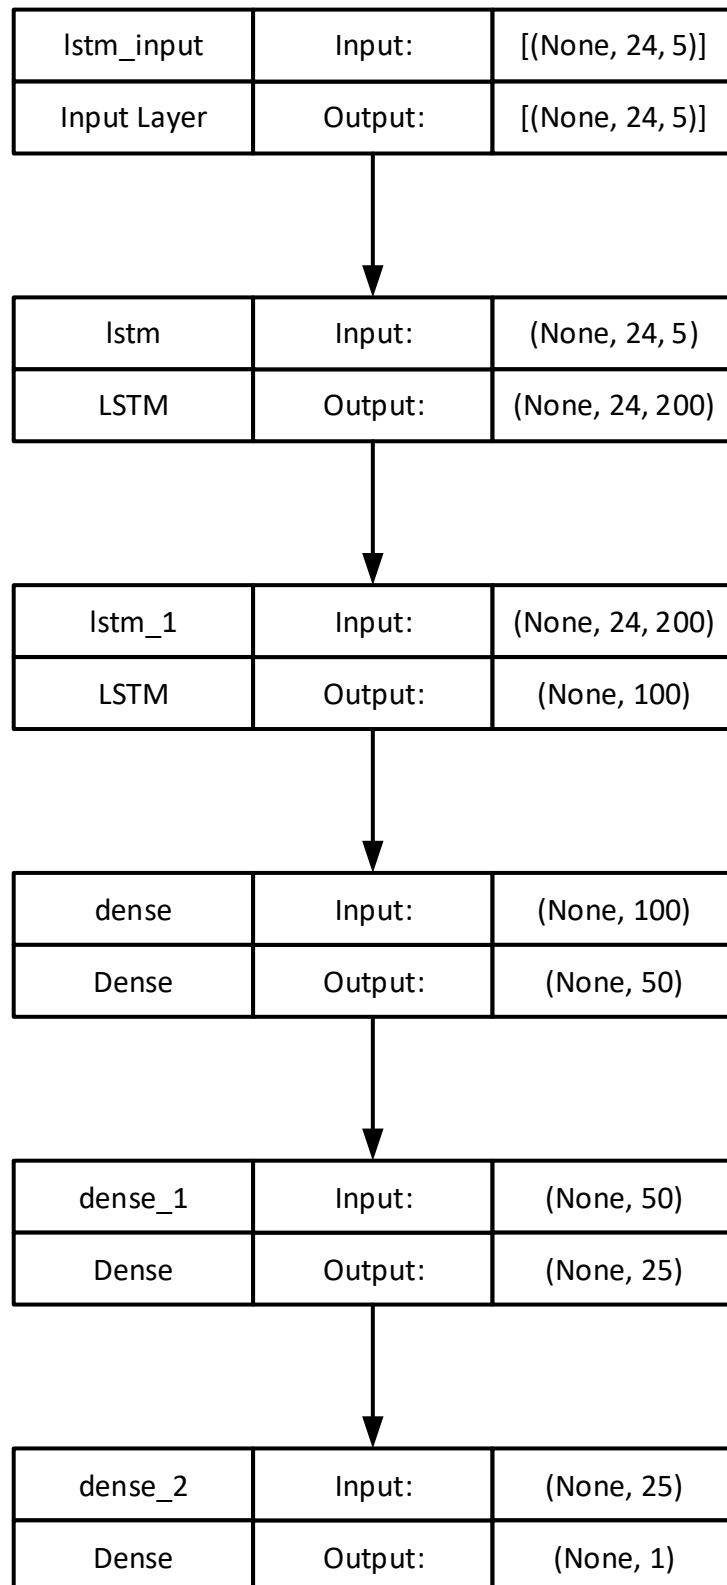 lstm_input Input: [(None, 24, 5)]
Input Layer Output: [(None, 24, 5)]
lstm Input: (None, 24, 5)
LSTM Output: (None, 24, 200)
lstm_1 Input: (None, 24, 200)
LSTM Output: (None, 100)
dense Input: (None, 100)
Dense Output: (None, 50)
dense_1 Input: (None, 50)
Dense Output: (None, 25)
dense_2 Input: (None, 25)
Dense Output: (None, 1)